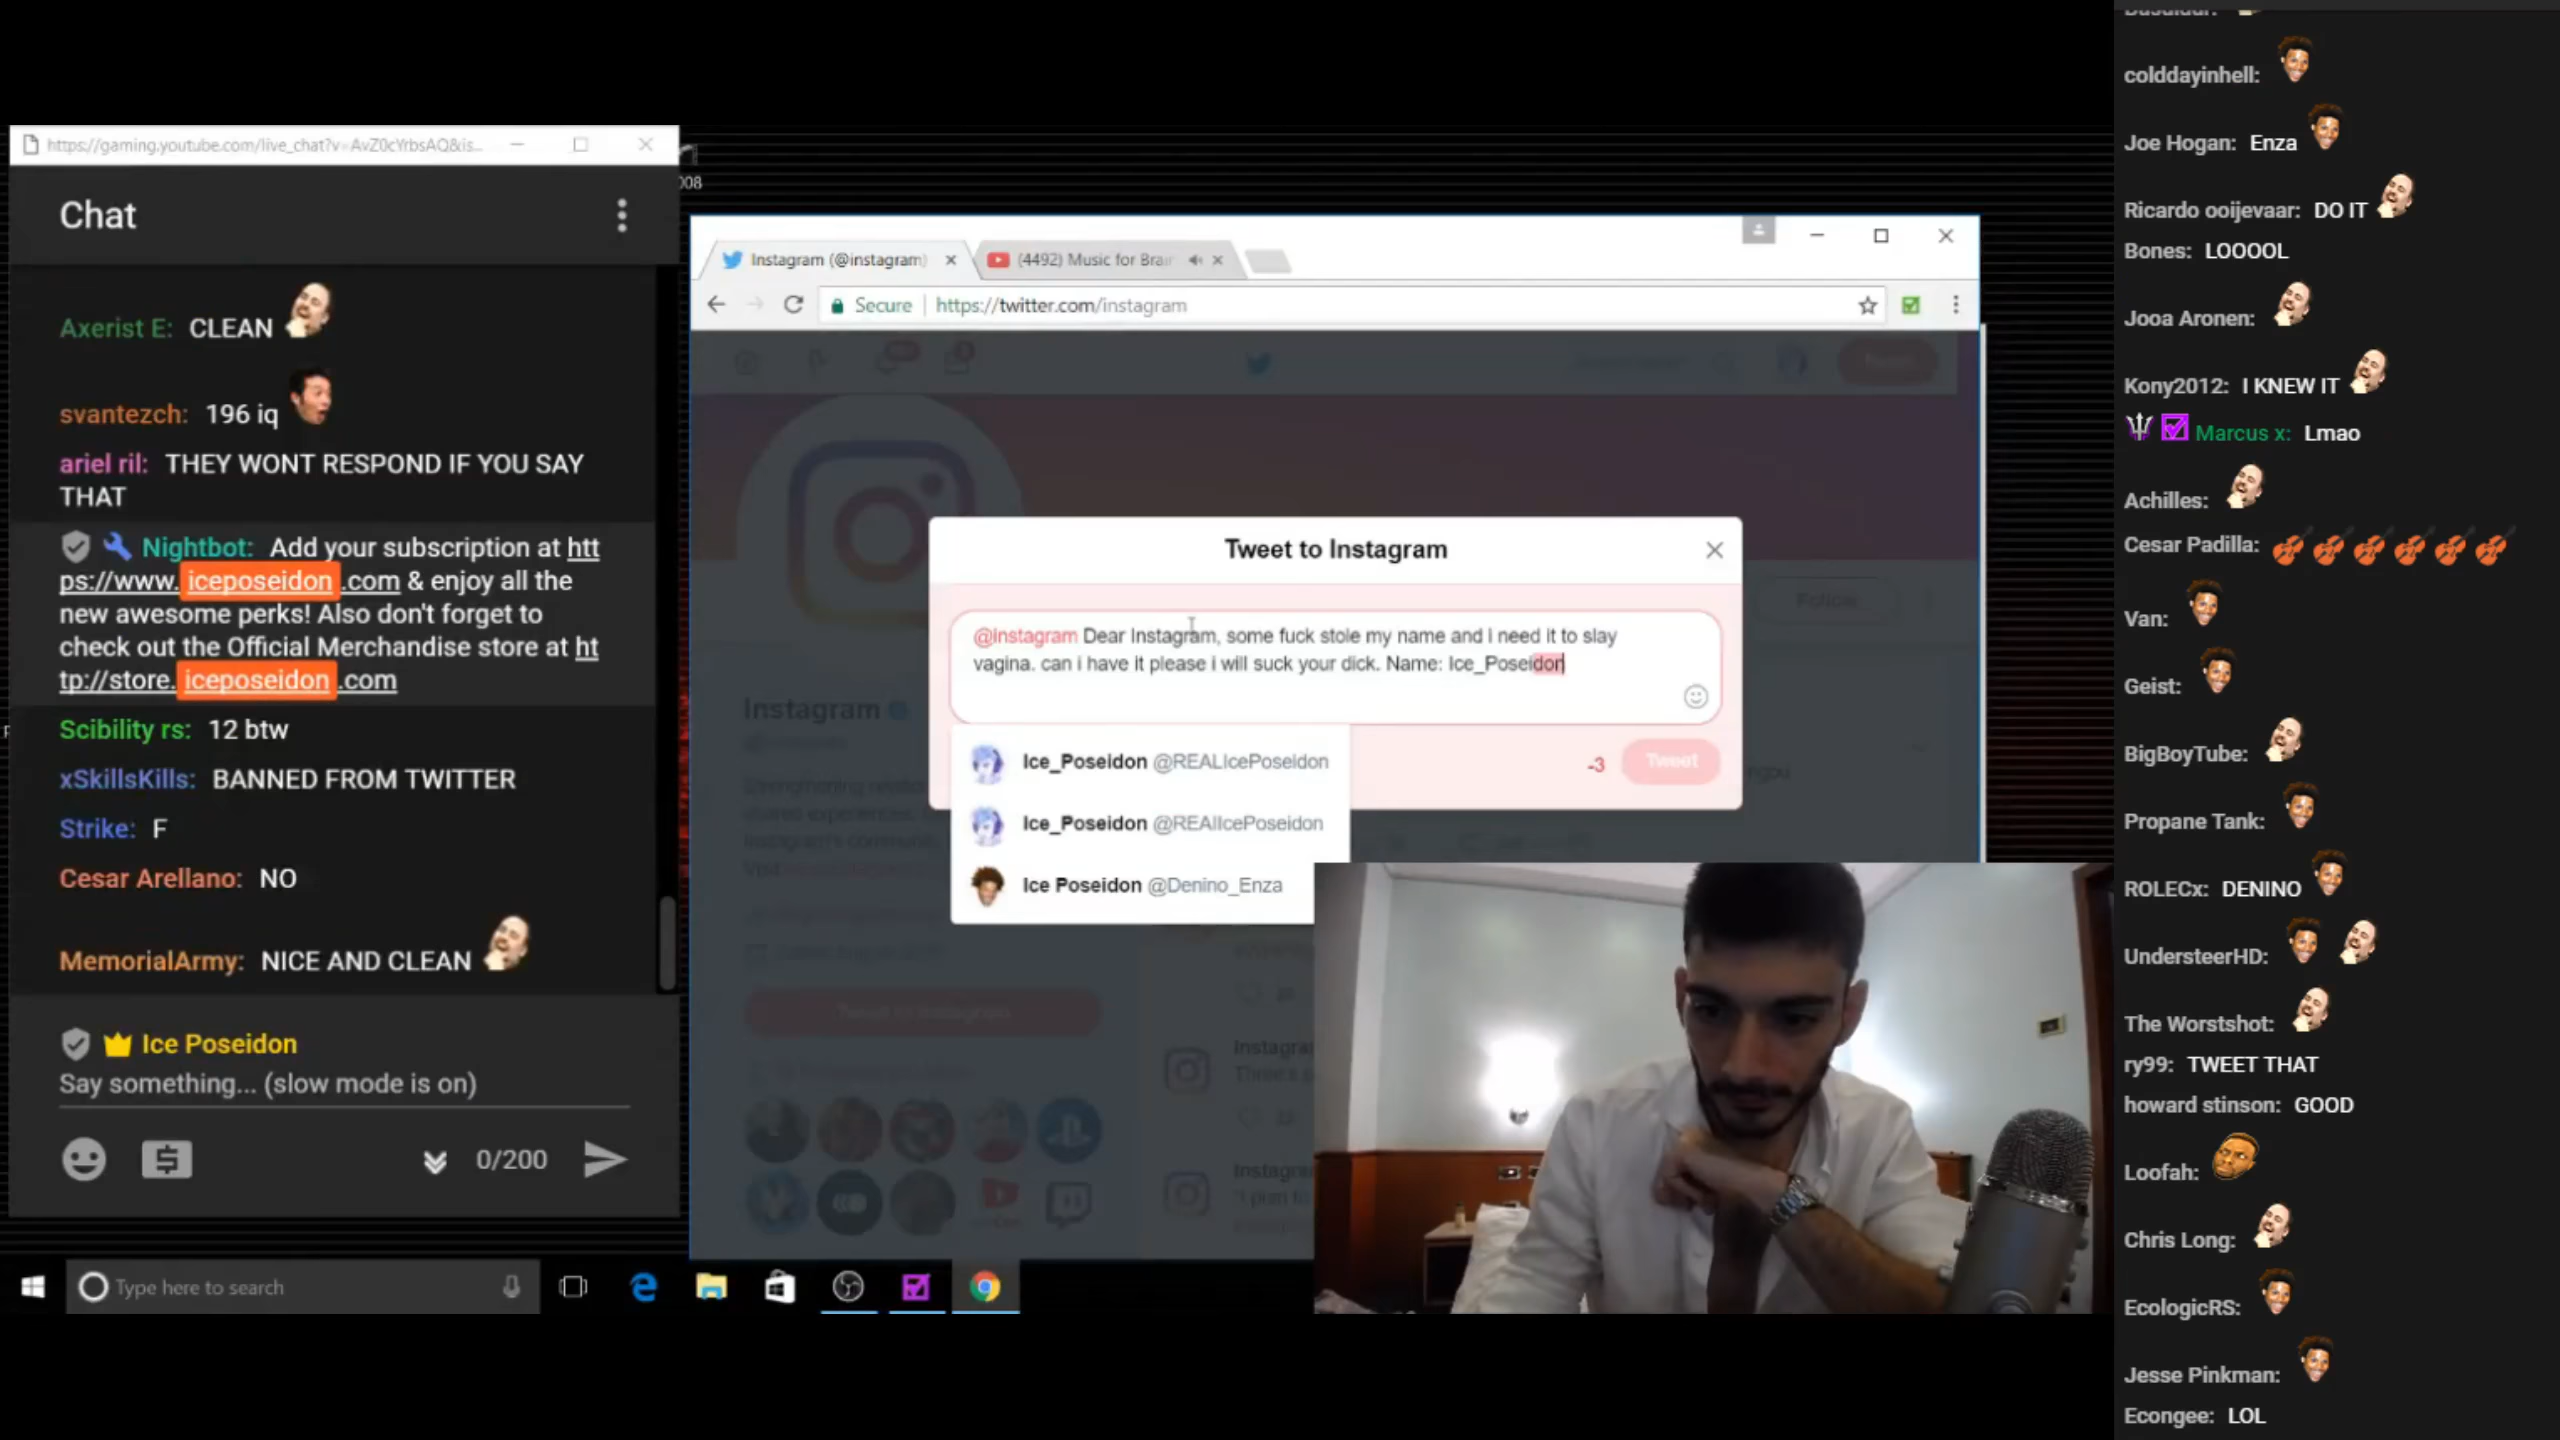 https://gaming.youtube.com/live_chat?v=AvZ0cYrbsAQ&is...
Chat
Axerist E: CLEAN
svantezch: 196 iq
ariel ril: THEY WONT RESPOND IF YOU SAY
THAT
Nightbot: Add your subscription at htt
ps://www. iceposeidon .com & enjoy all the
new awesome perks! Also don't forget to
check out the Official Merchandise store at ht
tp://store. iceposeidon .com
Scibility rs: 12 btw
xSkillsKills: BANNED FROM TWITTER
Strike: F
Cesar Arellano: NO
MemorialArmy: NICE AND CLEAN
Ice Poseidon
Say something... (slow mode is on)
0/200
Type here to search
008
Instagram (@instagram)
(4492) Music for Brain
Secure
https://twitter.com/instagram
Follow
Tweet to Instagram
@instagram Dear Instagram, some fuck stole my name and i need it to slay
vagina. can i have it please i will suck your dick. Name: Ice_Poseidon
-3
Tweet
Ice_Poseidon @REALIcePoseidon
Ice_Poseidon @REAlIcePoseidon
Ice Poseidon @Denino_Enza
Instagram
Tweet to Instagram
colddayinhell:
Joe Hogan: Enza
Ricardo ooijevaar: DO IT
Bones: LOOOOL
Jooa Aronen:
Kony2012: I KNEW IT
Marcus x: Lmao
Achilles:
Cesar Padilla:
Van:
Geist:
BigBoyTube:
Propane Tank:
ROLECx: DENINO
UndersteerHD:
The Worstshot:
ry99: TWEET THAT
howard stinson: GOOD
Loofah:
Chris Long:
EcologicRS:
Jesse Pinkman:
Econgee: LOL